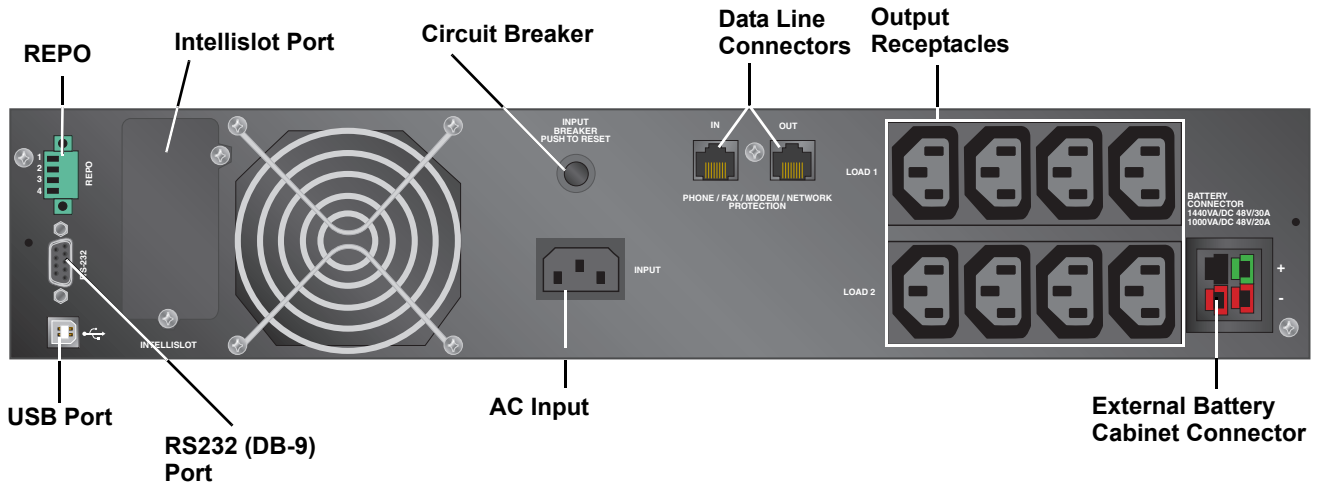 REPO
Intellislot Port
Circuit Breaker
Data Line
Connectors
Output
Receptacles
1
2
3
4
REPO
RS-232
INTELLISLOT
INPUT
BREAKER
PUSH TO RESET
INPUT
IN
OUT
PHONE / FAX / MODEM / NETWORK
PROTECTION
LOAD 1
LOAD 2
BATTERY
CONNECTOR
1440VA/DC 48V/30A
1000VA/DC 48V/20A
+
-
USB Port
RS232 (DB-9)
Port
AC Input
External Battery
Cabinet Connector